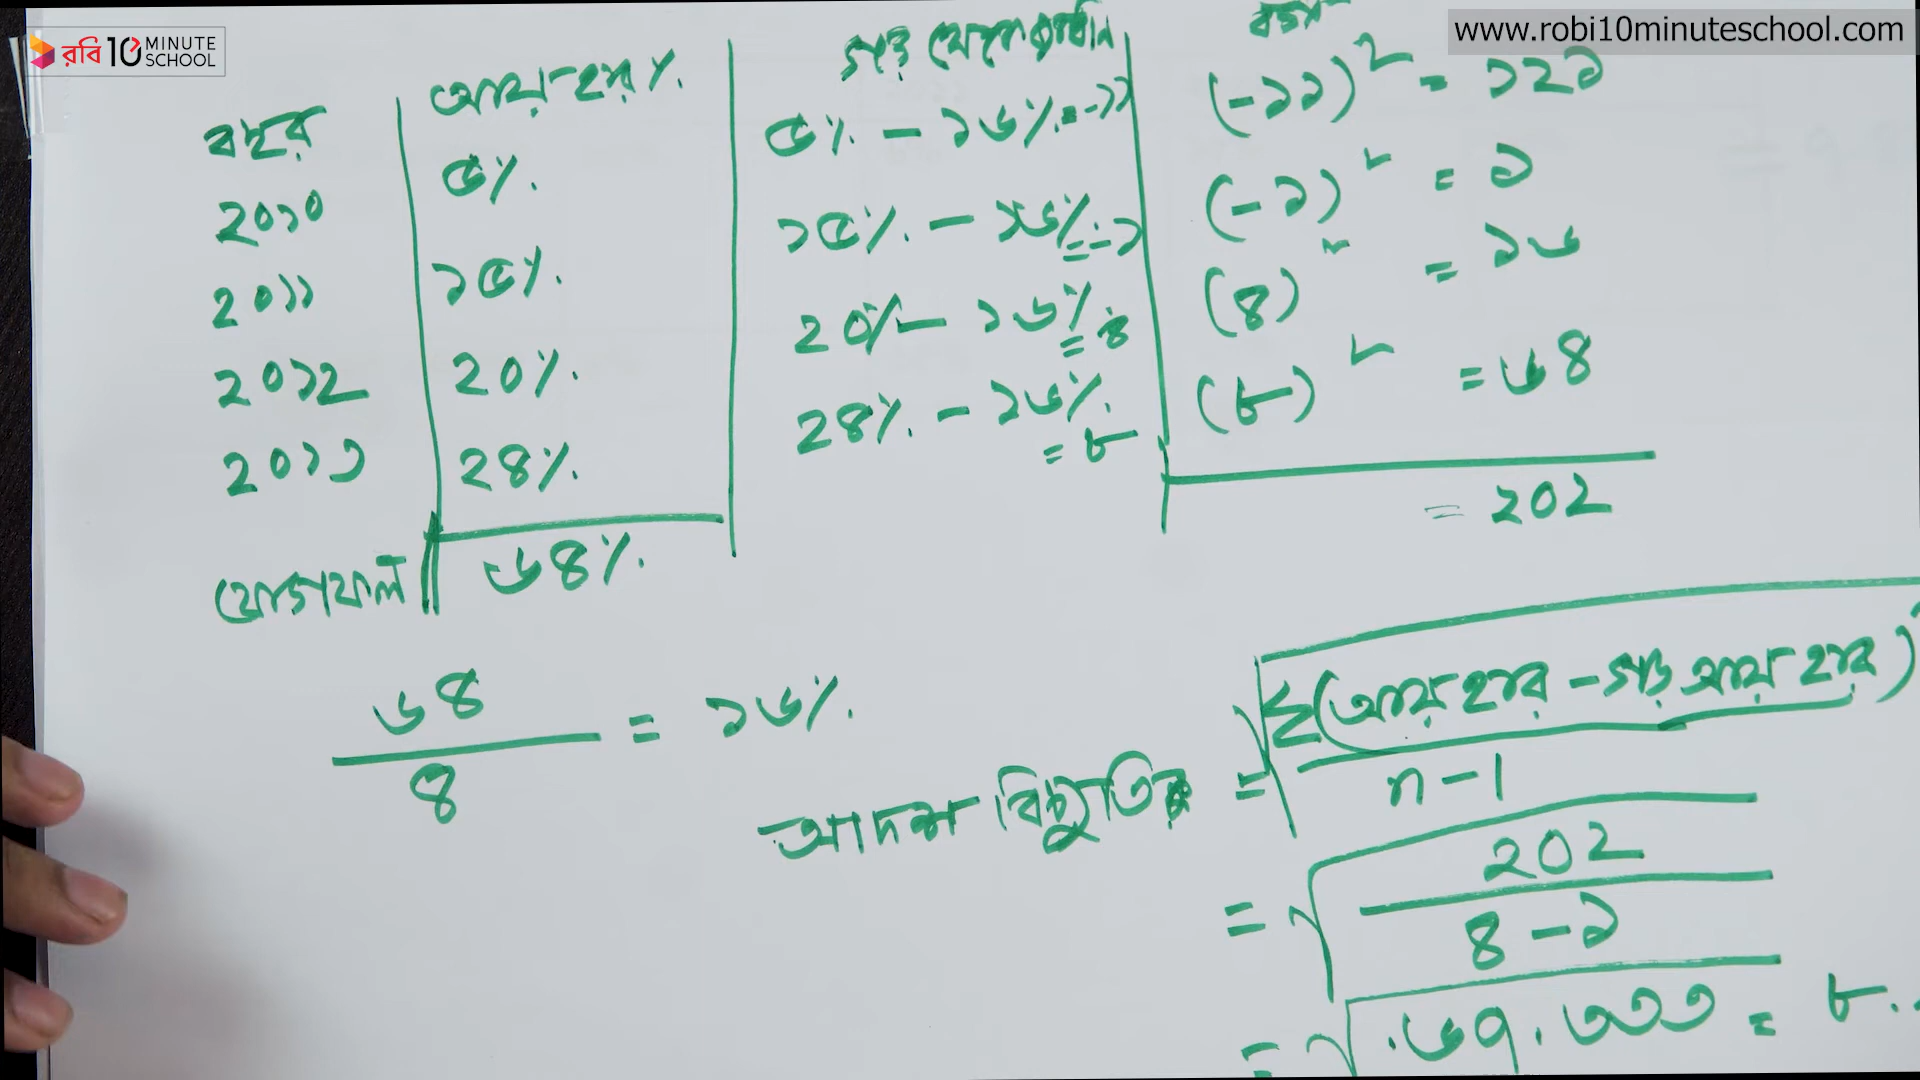 রবি 10 MINUTE SCHOOL
www.robi10minuteschool.com
বছর আয় হার % গড় থেকে ব্যবধান
২০১০ ৫% ৫% - ১৬% = -১১ (-১১)² = ১২১
২০১১ ১৫% ১৫% - ১৬% = -১ (-১)² = ১
২০১২ ২০% ২০% - ১৬% = ৪ (৪)² = ১৬
২০১৩ ২৪% ২৪% - ১৬% = ৮ (৮)² = ৬৪
যোগফল ৬৪% = ২০২
৬৪/৪ = ১৬%
আদর্শ বিচ্যুতির = √Σ(আয় হার - গড় আয় হার)²/n-1
= √২০২/৪-১
= √৬৭.৩৩৩ = ৮.